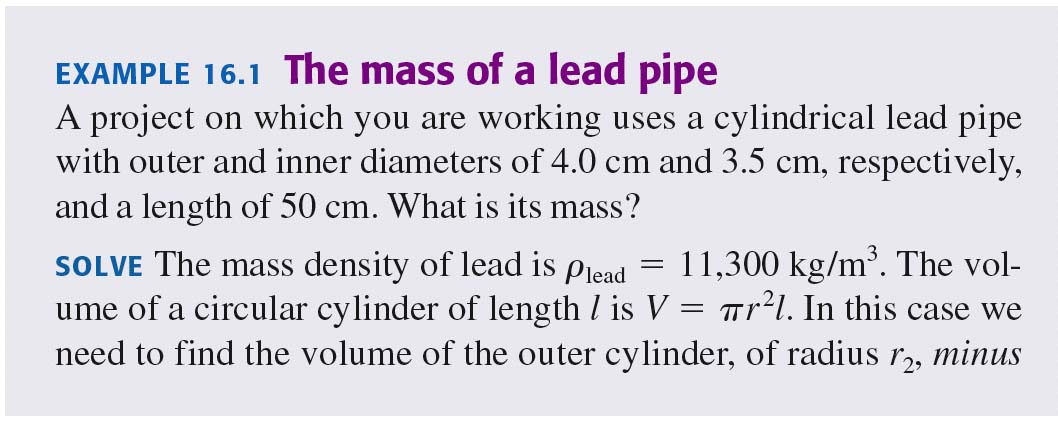 EXAMPLE 16.1 The mass of a lead pipe
A project on which you are working uses a cylindrical lead pipe
with outer and inner diameters of 4.0 cm and 3.5 cm, respectively,
and a length of 50 cm. What is its mass?
SOLVE The mass density of lead is ρ_lead = 11,300 kg/m³. The vol-
ume of a circular cylinder of length l is V = πr²l. In this case we
need to find the volume of the outer cylinder, of radius r₂, minus